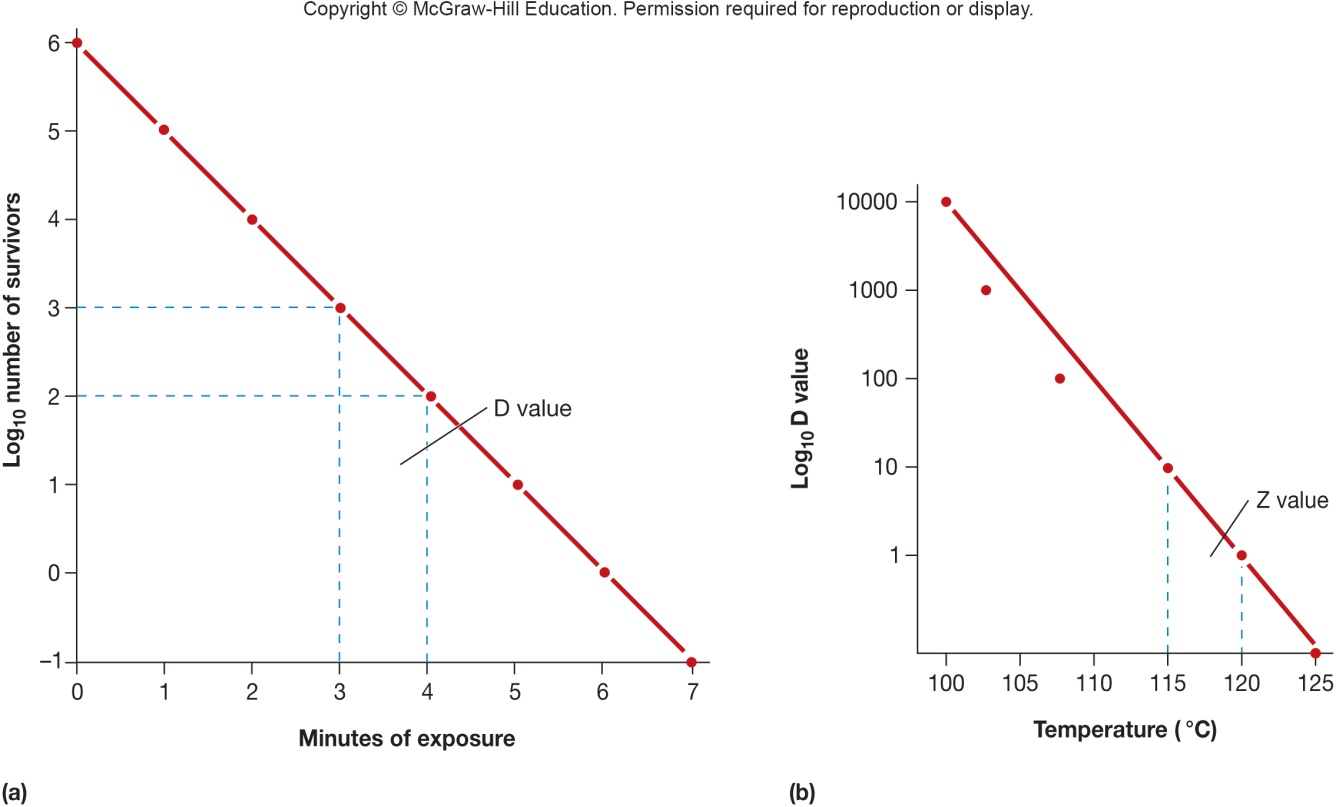 Copyright © McGraw-Hill Education. Permission required for reproduction or display.
6
5
4
3
2
1
0
–1
Log10 number of survivors
D value
0 1 2 3 4 5 6 7
Minutes of exposure
(a)
10000
1000
100
10
1
Log10 D value
Z value
100 105 110 115 120 125
Temperature (°C)
(b)